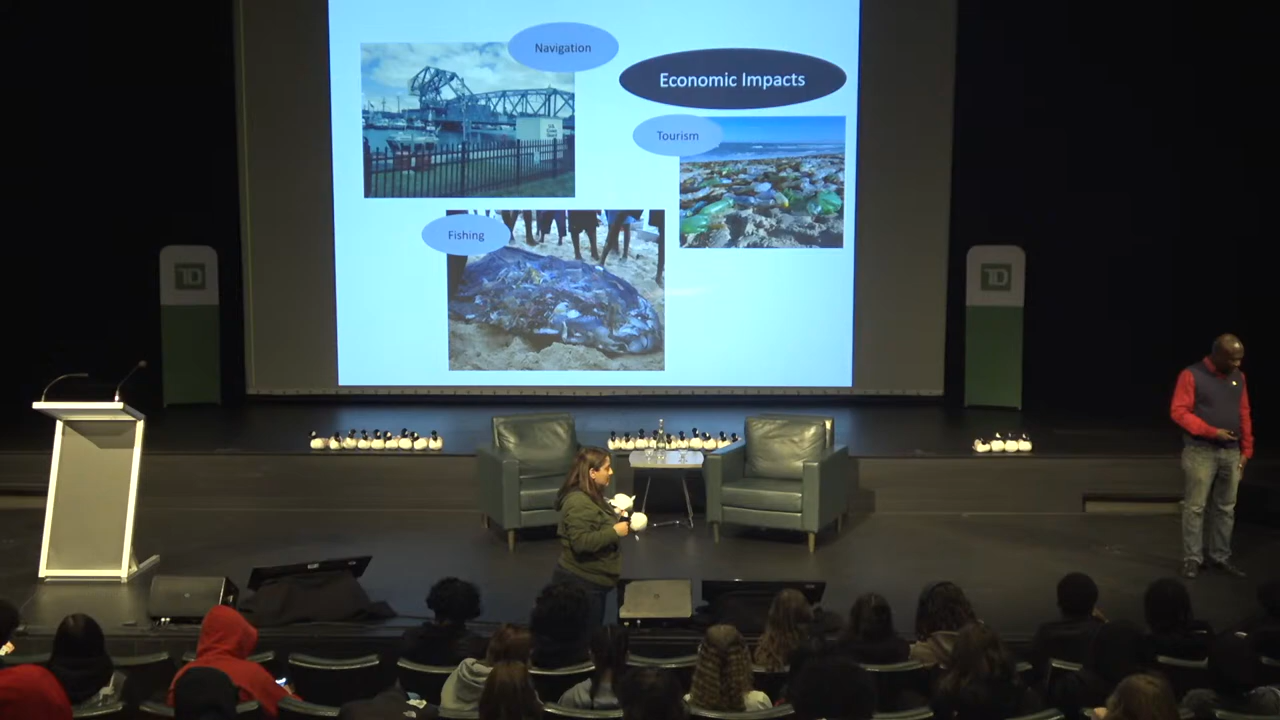 Navigation
Economic Impacts
Tourism
Fishing
TD
TD